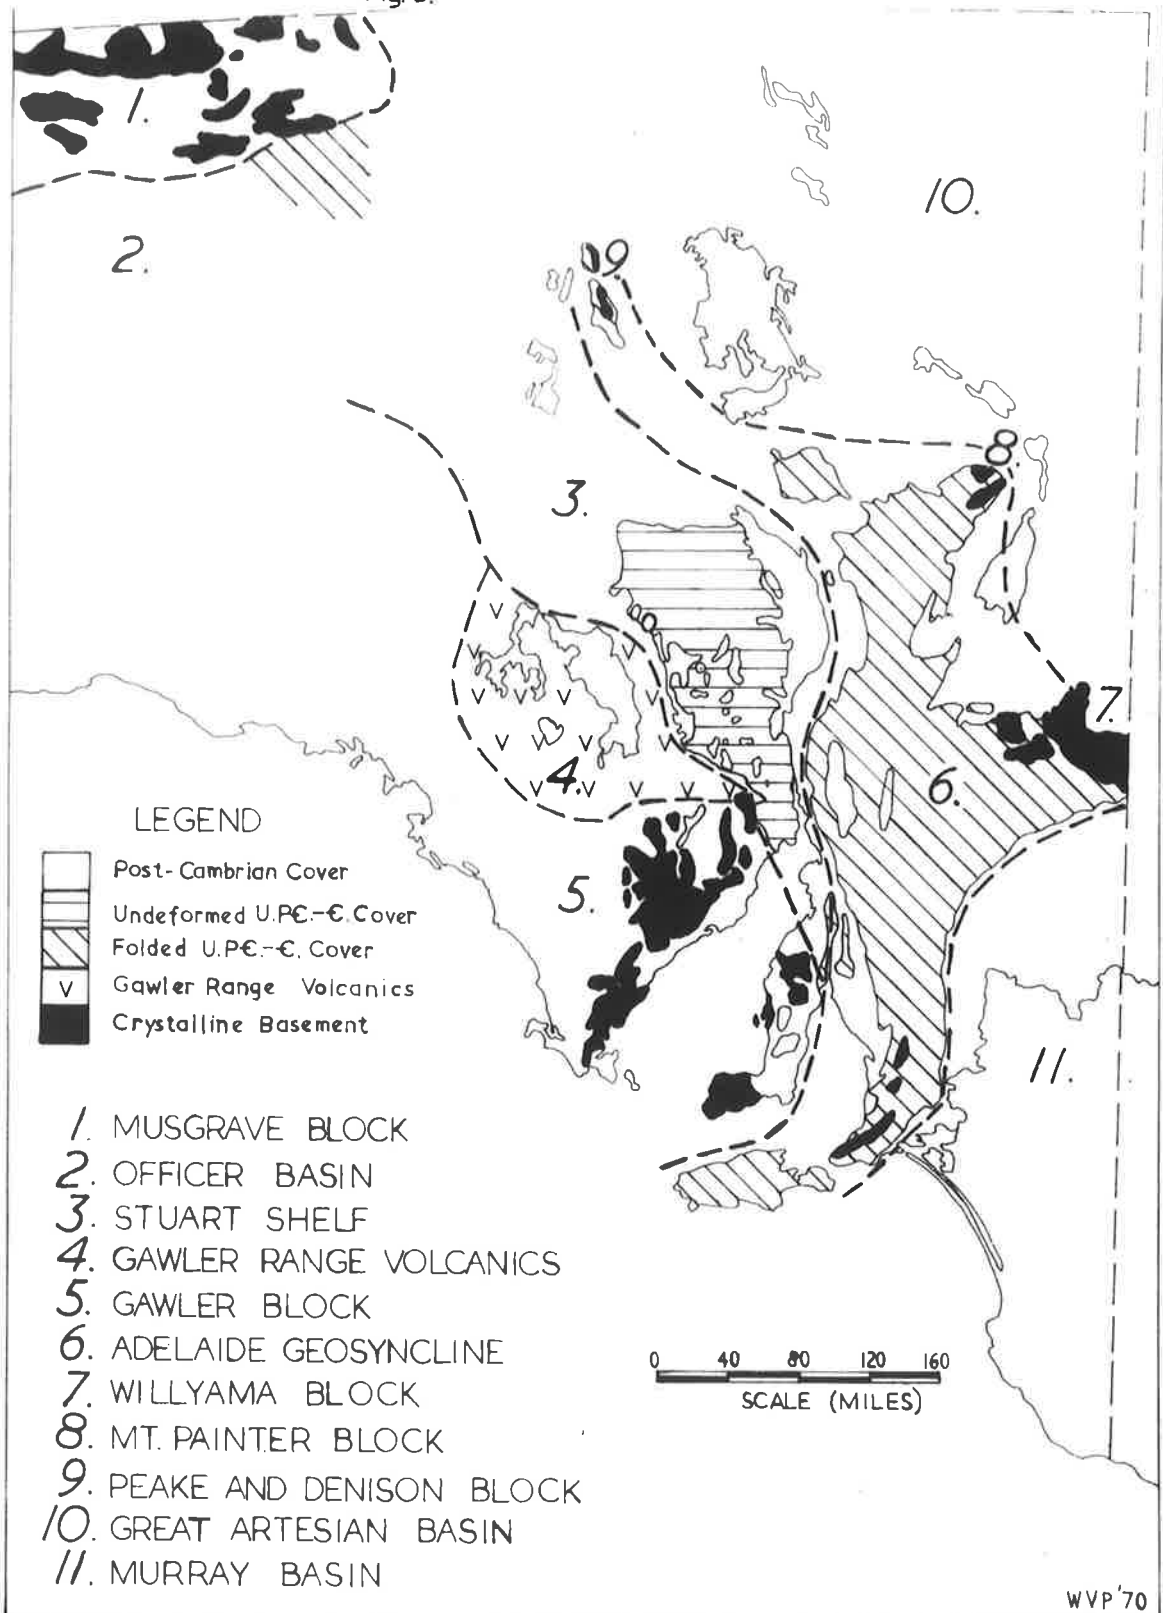 1.
10.
2.
9.
8.
3.
7.
6.
4.
5.
11.
V V V V V V V V V V V V V V V V
LEGEND
Post-Cambrian Cover
Undeformed U.P€.-€. Cover
Folded U.P€.-€. Cover
V Gawler Range Volcanics
Crystalline Basement
1. MUSGRAVE BLOCK
2. OFFICER BASIN
3. STUART SHELF
4. GAWLER RANGE VOLCANICS
5. GAWLER BLOCK
6. ADELAIDE GEOSYNCLINE
7. WILLYAMA BLOCK
8. MT. PAINTER BLOCK
9. PEAKE AND DENISON BLOCK
10. GREAT ARTESIAN BASIN
11. MURRAY BASIN
0 40 80 120 160
SCALE (MILES)
WVP '70